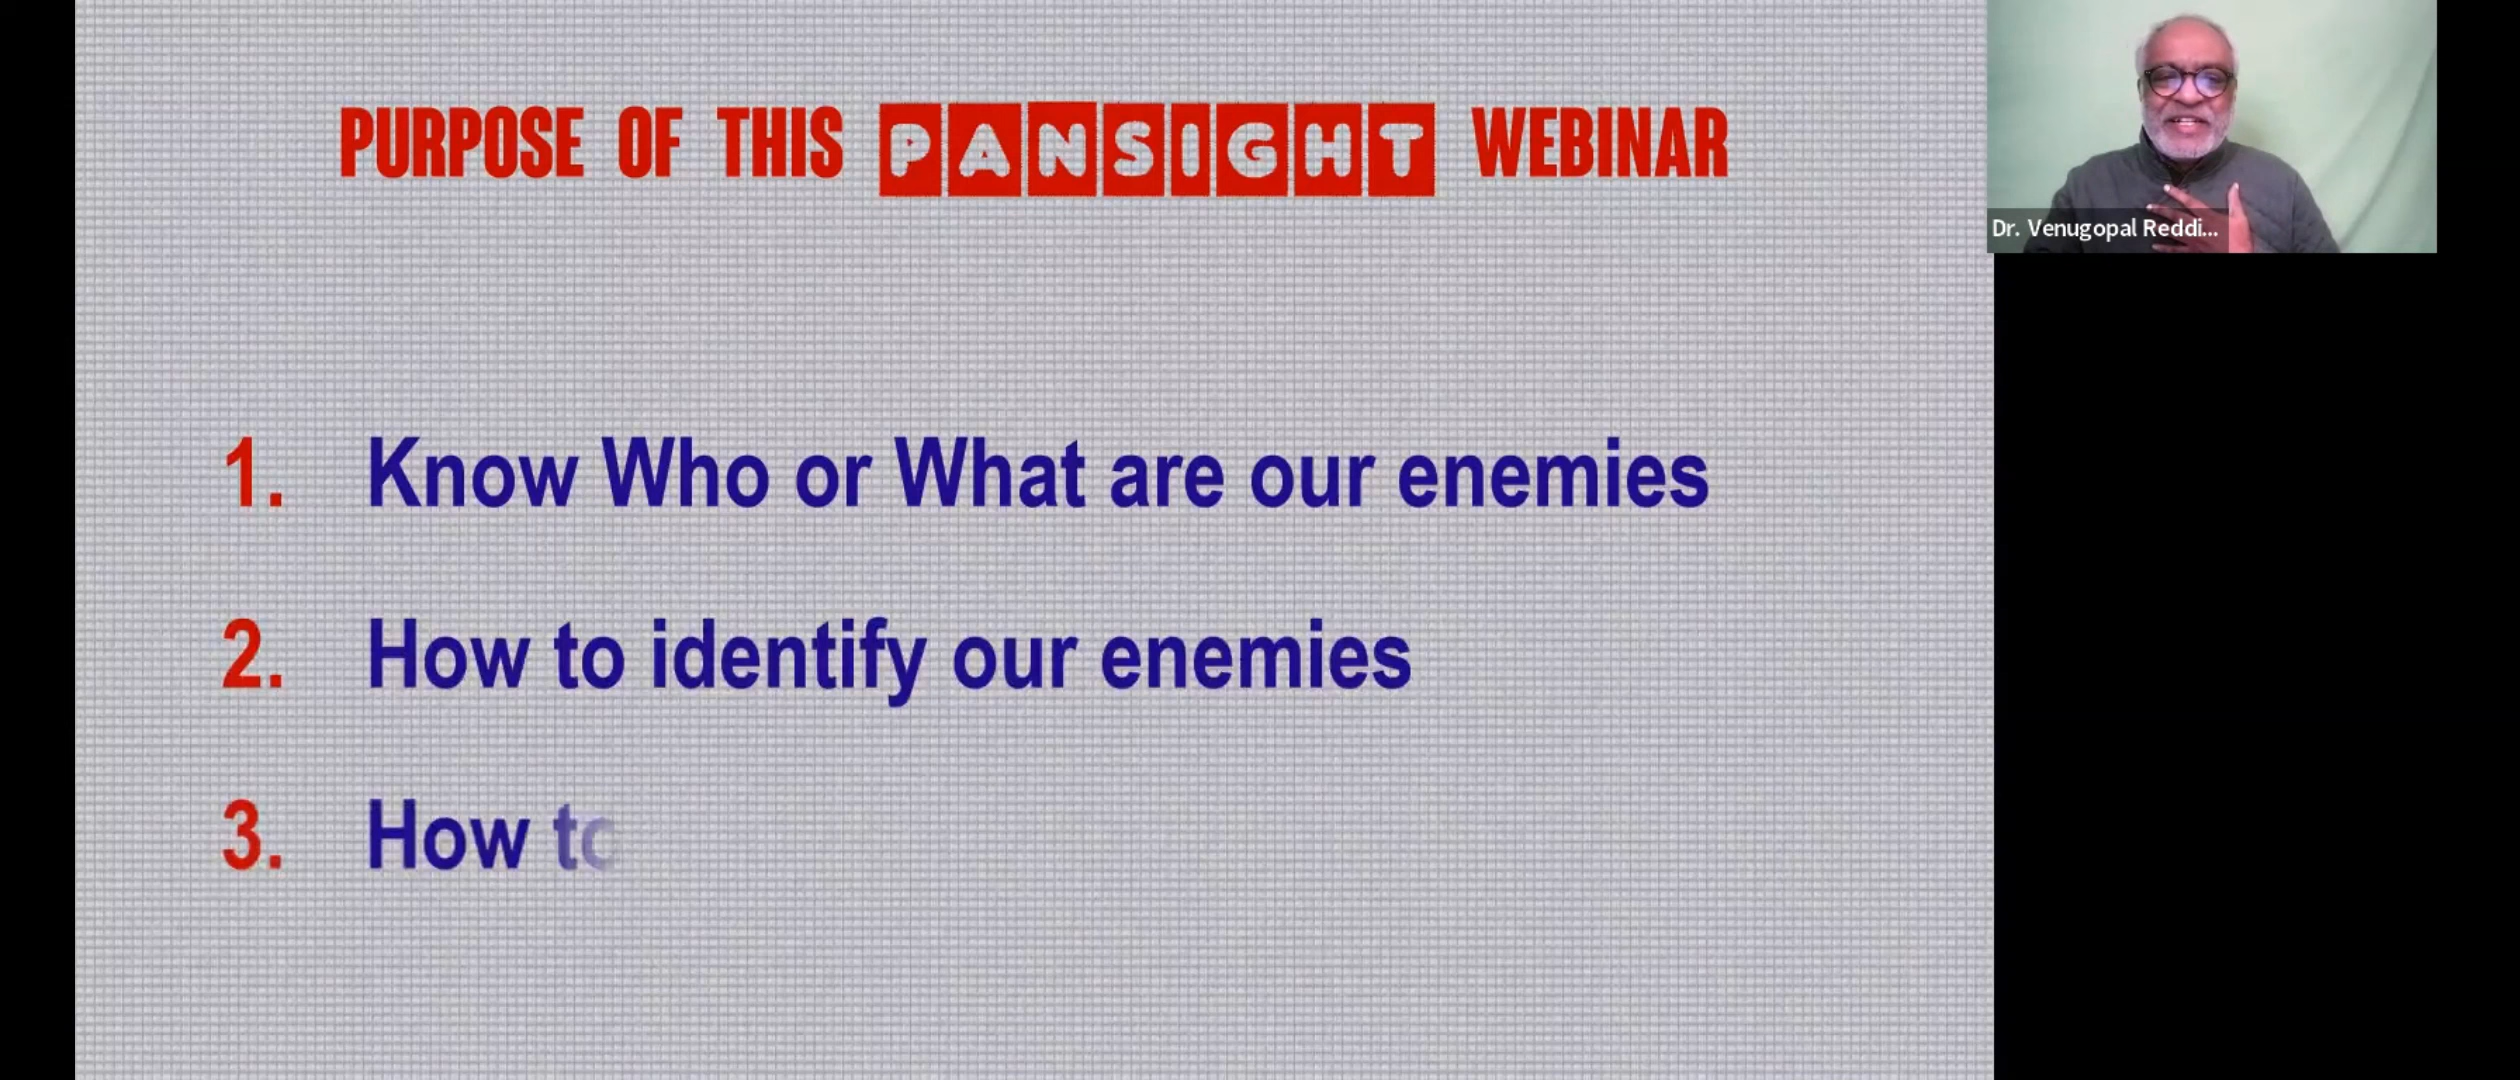 PURPOSE OF THIS PANSIGHT WEBINAR
Dr. Venugopal Reddi...
1. Know Who or What are our enemies
2. How to identify our enemies
3. How to